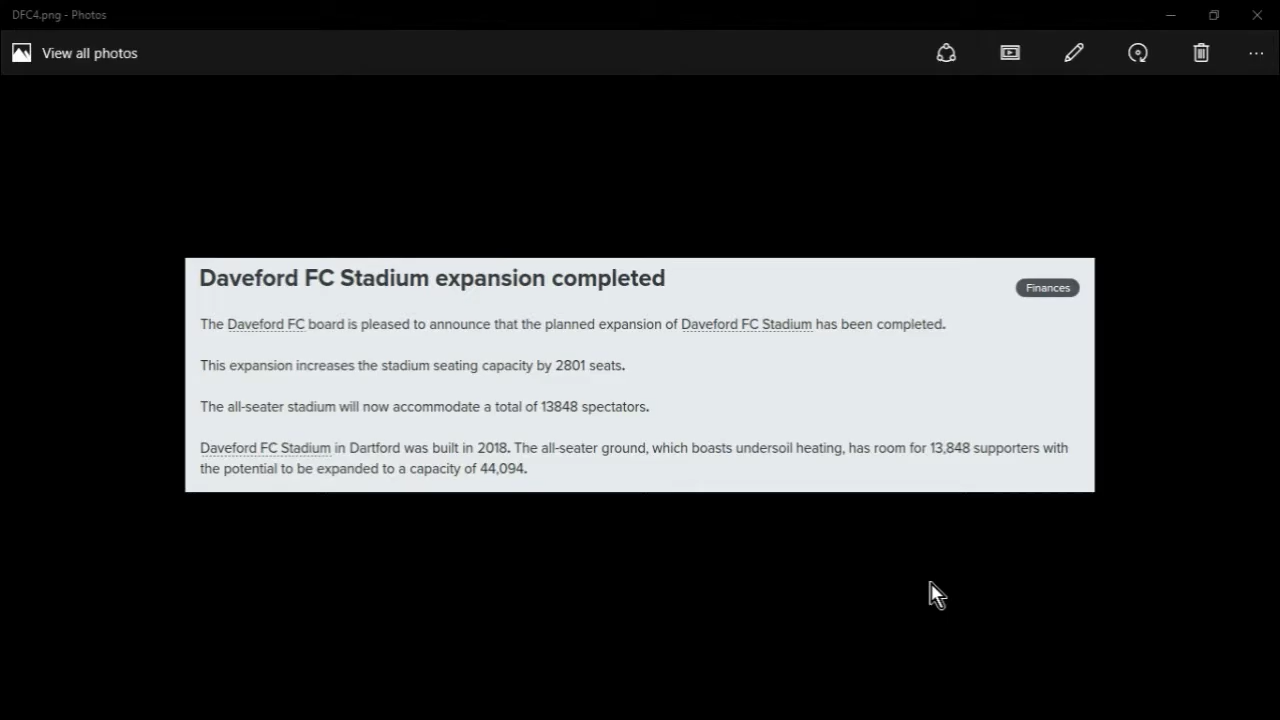 DFC4.png - Photos
View all photos
Daveford FC Stadium expansion completed
Finances
The Daveford FC board is pleased to announce that the planned expansion of Daveford FC Stadium has been completed.
This expansion increases the stadium seating capacity by 2801 seats.
The all-seater stadium will now accommodate a total of 13848 spectators.
Daveford FC Stadium in Dartford was built in 2018. The all-seater ground, which boasts undersoil heating, has room for 13,848 supporters with
the potential to be expanded to a capacity of 44,094.